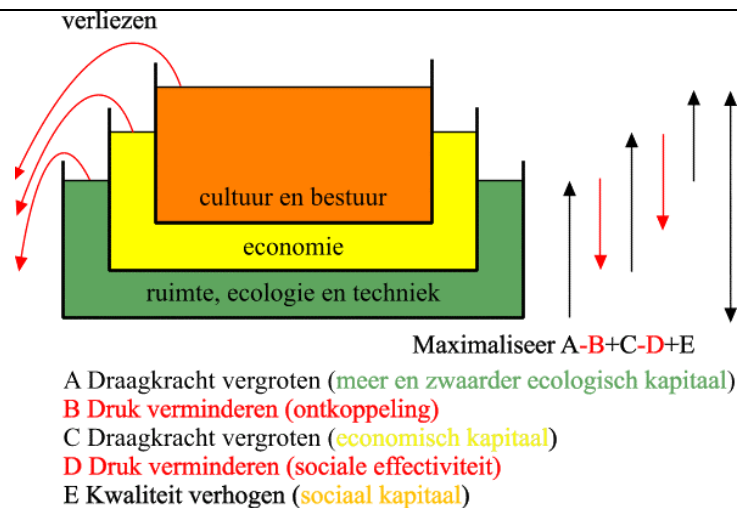 verliezen
cultuur en bestuur
economie
ruimte, ecologie en techniek
Maximaliseer A-B+C-D+E
A Draagkracht vergroten (meer en zwaarder ecologisch kapitaal)
B Druk verminderen (ontkoppeling)
C Draagkracht vergroten (economisch kapitaal)
D Druk verminderen (sociale effectiviteit)
E Kwaliteit verhogen (sociaal kapitaal)